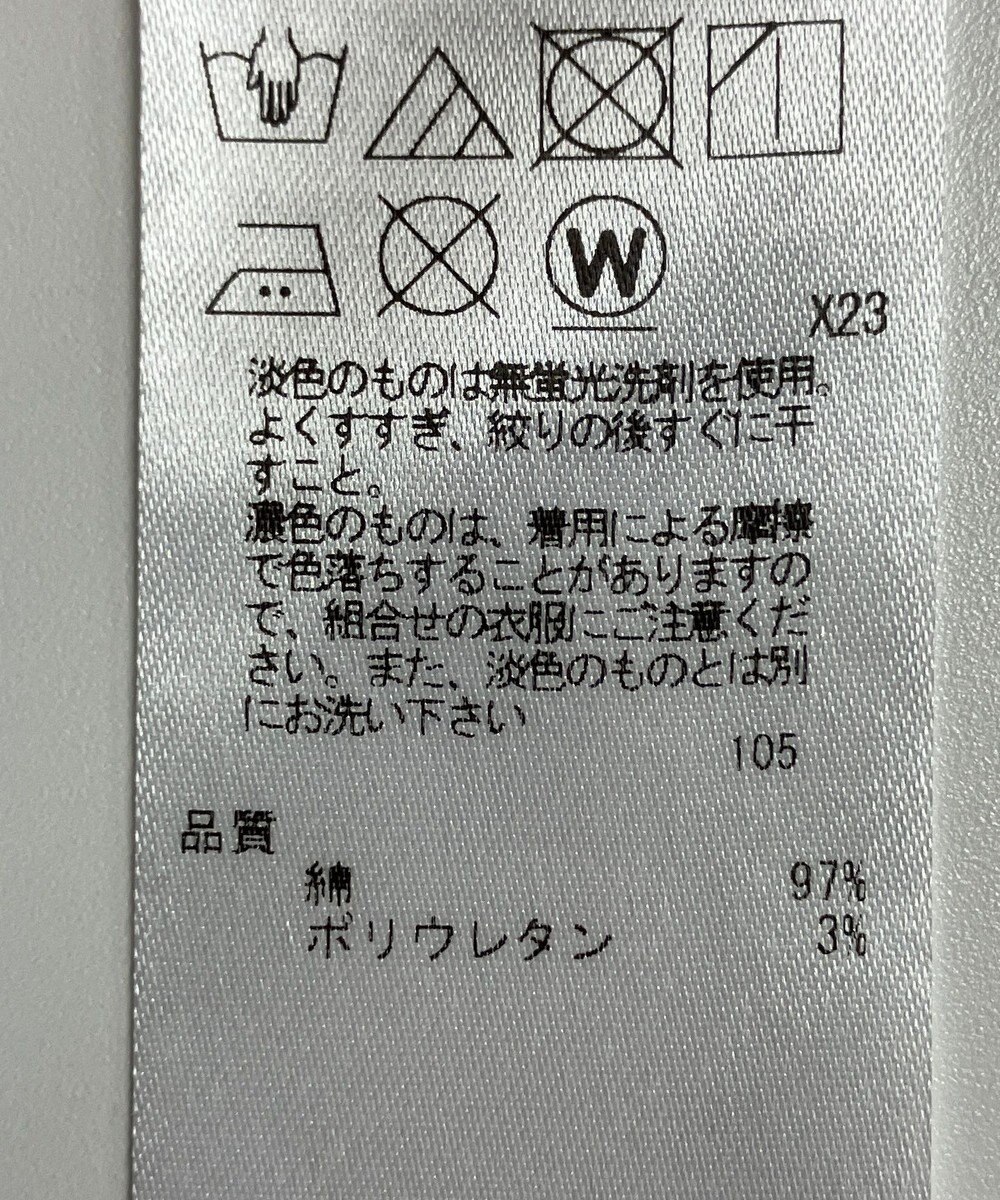 W
X23
淡色のものは無蛍光洗剤を使用。
よくすすぎ、絞りの後すぐに干
すこと。
濃色のものは、着用による摩擦
で色落ちすることがありますの
で、組合せの衣服にご注意くだ
さい。また、淡色のものとは別
にお洗い下さい
105
品質
綿 97%
ポリウレタン 3%